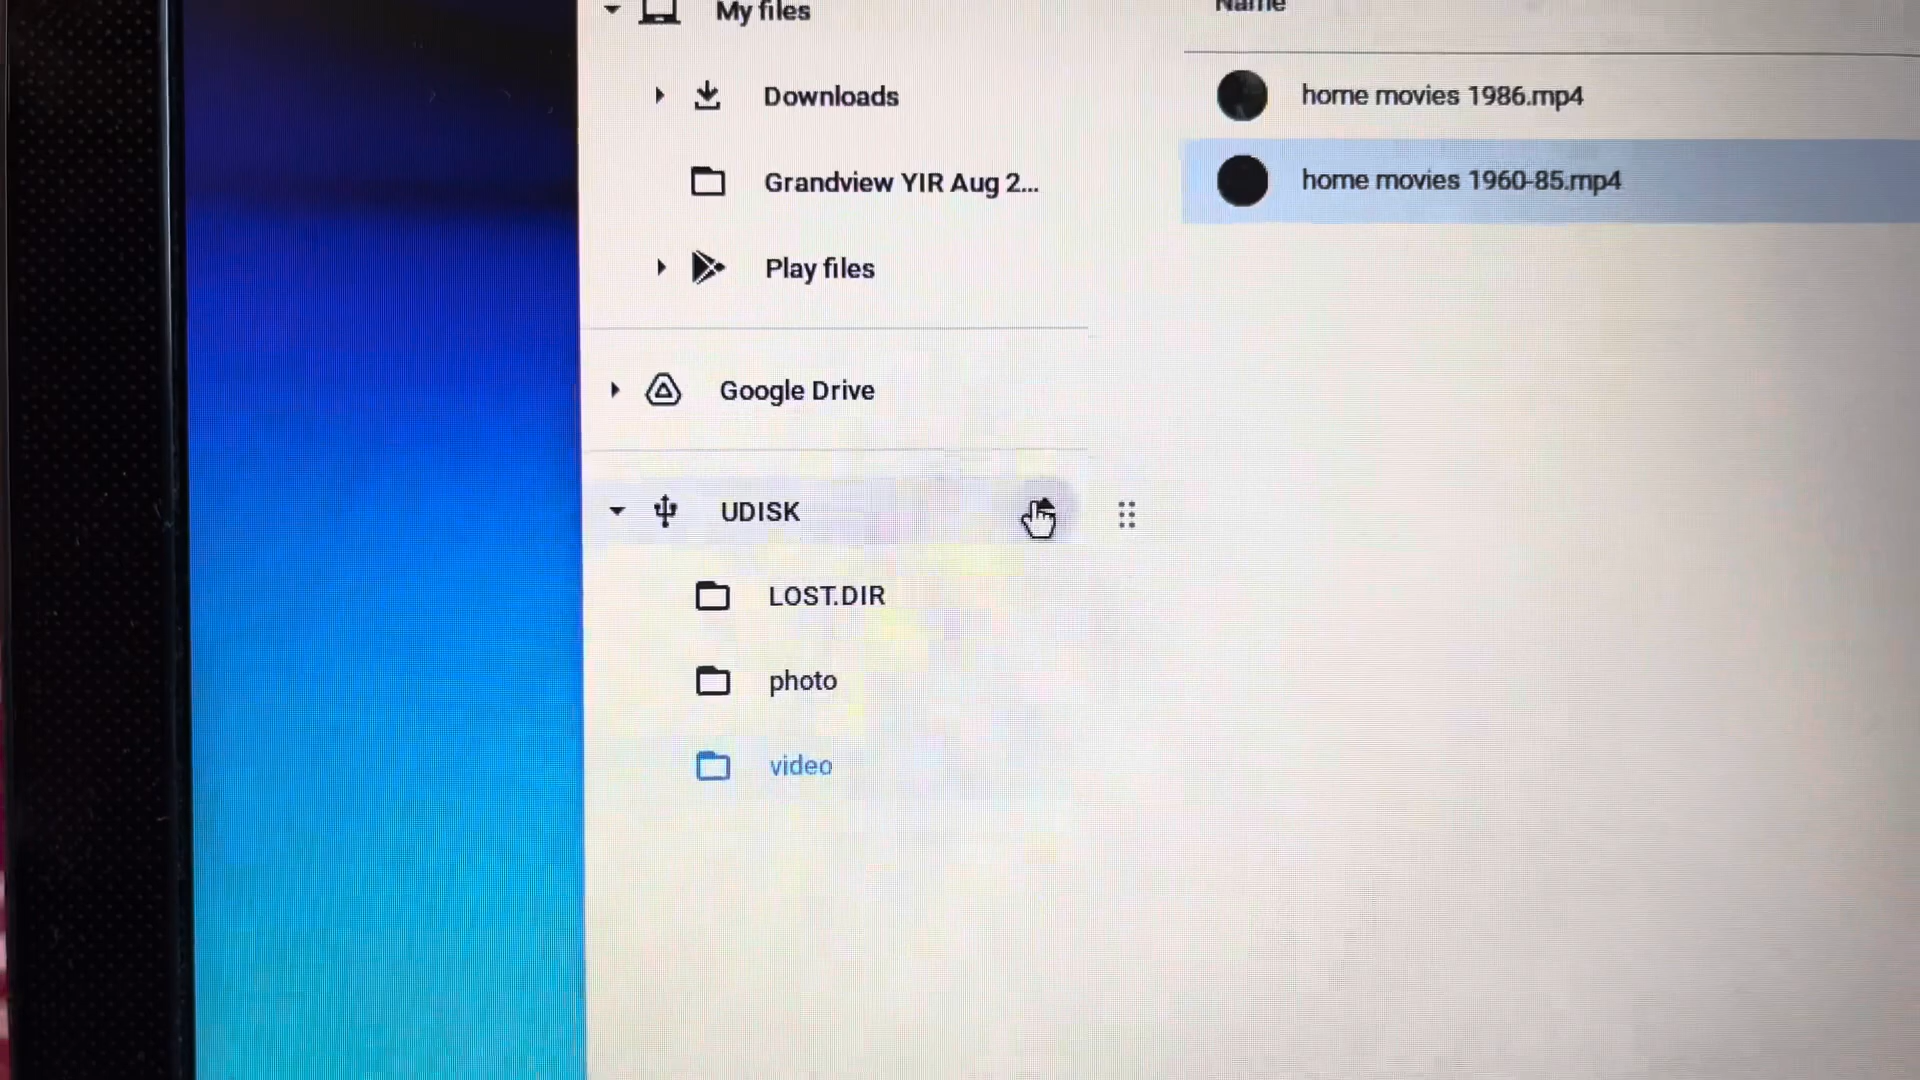 My files
Downloads
Grandview YIR Aug 2...
Play files
Google Drive
UDISK
LOST.DIR
photo
video
Name
home movies 1986.mp4
home movies 1960-85.mp4